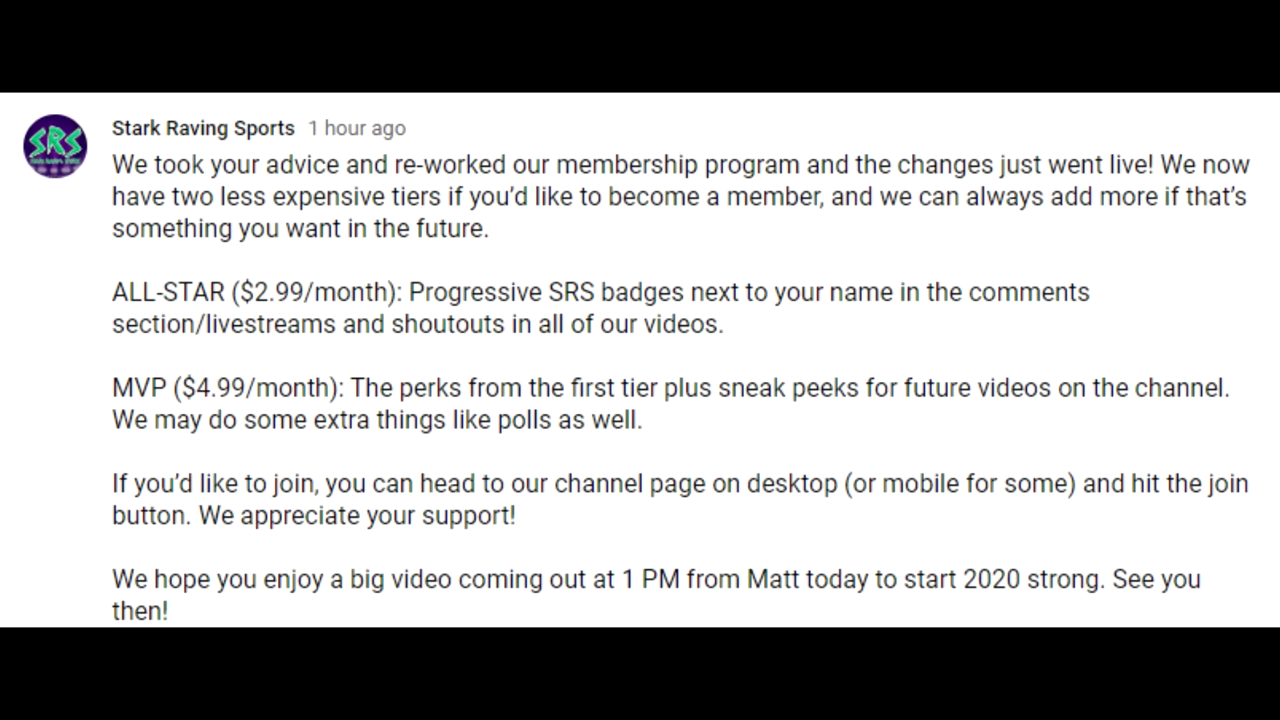 SRS
Stark Raving Sports 1 hour ago
We took your advice and re-worked our membership program and the changes just went live! We now
have two less expensive tiers if you’d like to become a member, and we can always add more if that’s
something you want in the future.
ALL-STAR ($2.99/month): Progressive SRS badges next to your name in the comments
section/livestreams and shoutouts in all of our videos.
MVP ($4.99/month): The perks from the first tier plus sneak peeks for future videos on the channel.
We may do some extra things like polls as well.
If you’d like to join, you can head to our channel page on desktop (or mobile for some) and hit the join
button. We appreciate your support!
We hope you enjoy a big video coming out at 1 PM from Matt today to start 2020 strong. See you
then!